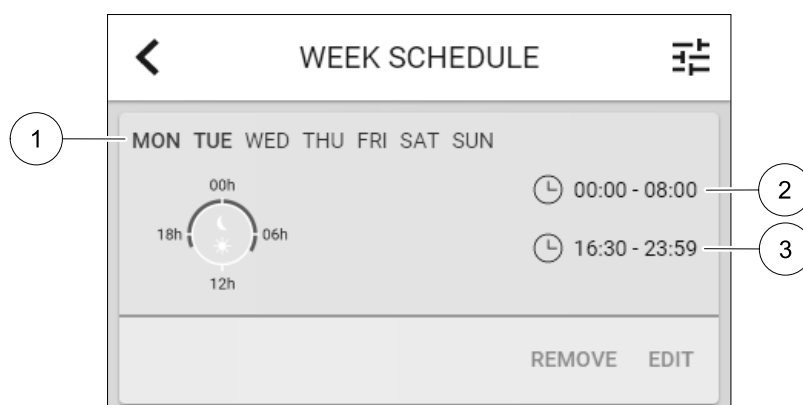 WEEK SCHEDULE
1
MON TUE WED THU FRI SAT SUN
00h
18h
06h
12h
00:00 - 08:00
2
16:30 - 23:59
3
REMOVE EDIT